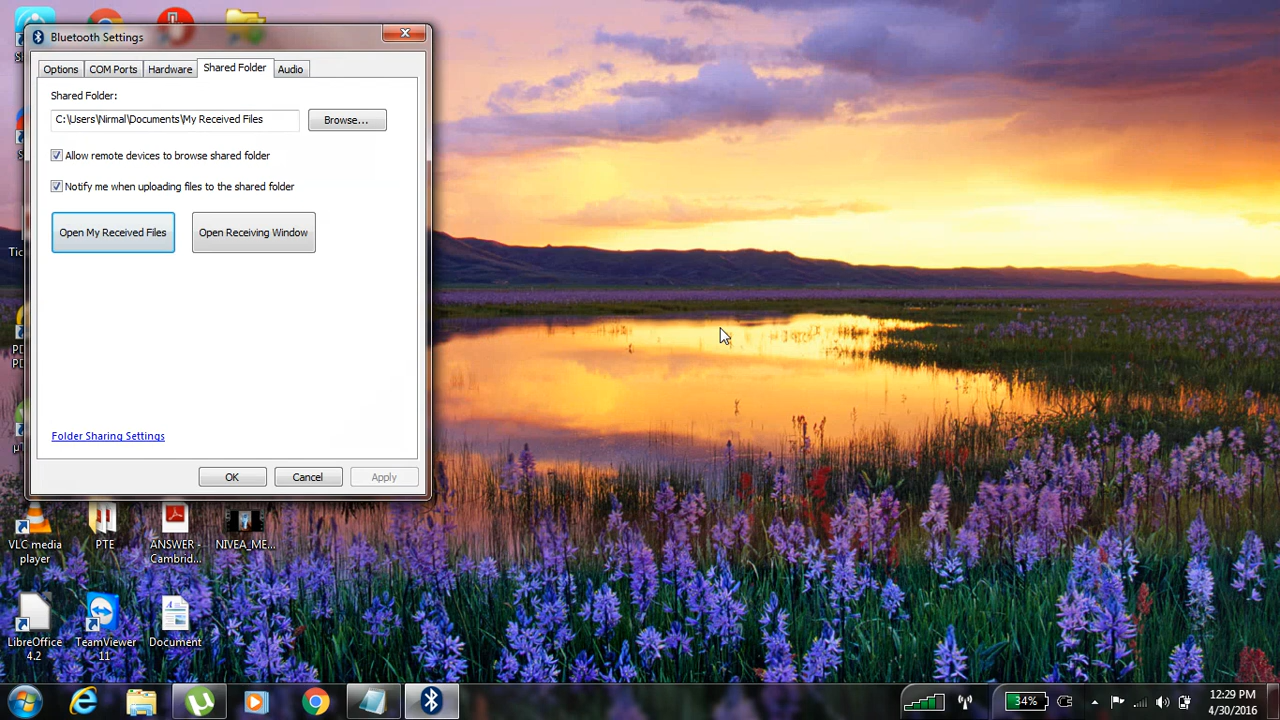 Bluetooth Settings
Options COM Ports Hardware Shared Folder Audio
Shared Folder:
C:\Users\Nirmal\Documents\My Received Files Browse...
Allow remote devices to browse shared folder
Notify me when uploading files to the shared folder
Open My Received Files Open Receiving Window
Folder Sharing Settings
OK Cancel Apply
VLC media player
PTE
ANSWER - Cambrid...
NIVEA_ME...
LibreOffice 4.2
TeamViewer 11
Document
34%
12:29 PM
4/30/2016